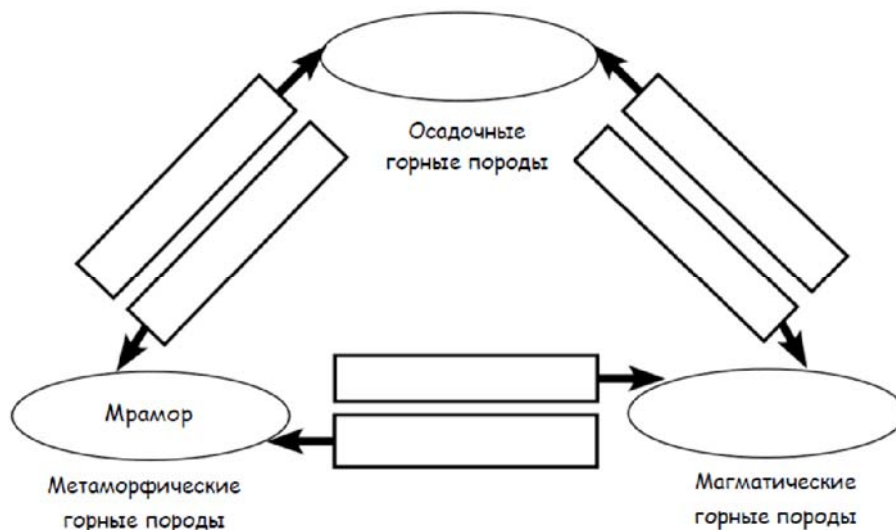 Осадочные
горные породы
Мрамор
Метаморфические
горные породы
Магматические
горные породы